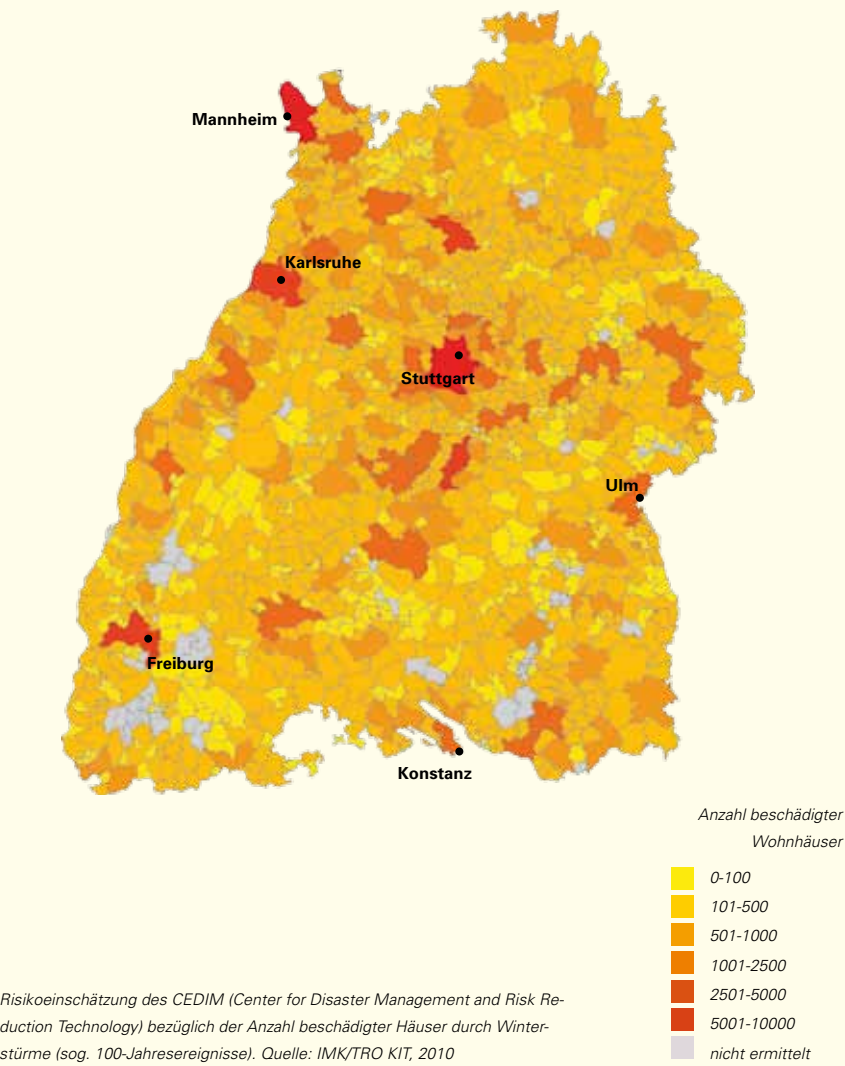 Mannheim
Karlsruhe
Stuttgart
Ulm
Freiburg
Konstanz
Anzahl beschädigter
Wohnhäuser
0-100
101-500
501-1000
1001-2500
2501-5000
5001-10000
nicht ermittelt
Risikoeinschätzung des CEDIM (Center for Disaster Management and Risk Re-
duction Technology) bezüglich der Anzahl beschädigter Häuser durch Winter-
stürme (sog. 100-Jahresereignisse). Quelle: IMK/TRO KIT, 2010